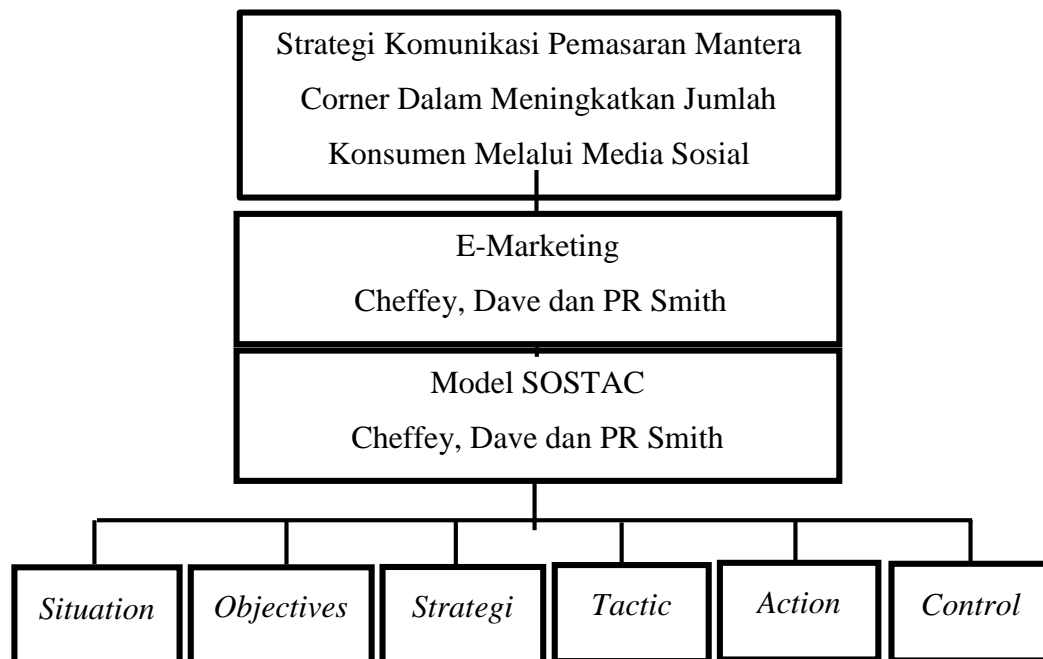 Strategi Komunikasi Pemasaran Mantera
Corner Dalam Meningkatkan Jumlah
Konsumen Melalui Media Sosial
E-Marketing
Cheffey, Dave dan PR Smith
Model SOSTAC
Cheffey, Dave dan PR Smith
Situation
Objectives
Strategi
Tactic
Action
Control